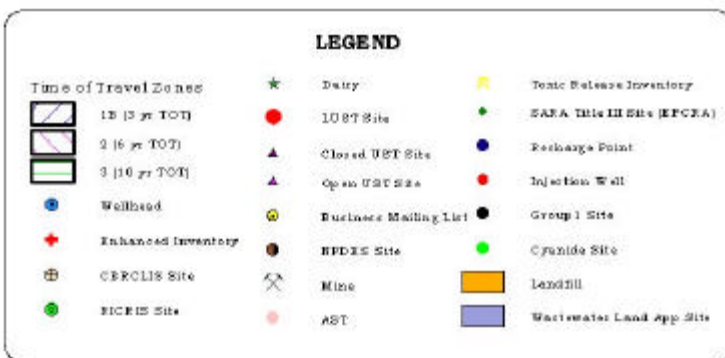 LEGEND
Time of Travel Zones
1B (3 yr TOT)
2 (6 yr TOT)
3 (10 yr TOT)
Wellhead
Enhanced Inventory
CERCLIS Site
RICRIS Site
Dairy
LUST Site
Closed UST Site
Open UST Site
Business Mailing List
NPDES Site
Mine
AST
Toxic Release Inventory
SARA Title III Site (EPCRA)
Recharge Point
Injection Well
Group 1 Site
Cyanide Site
Landfill
Wastewater Land App Site